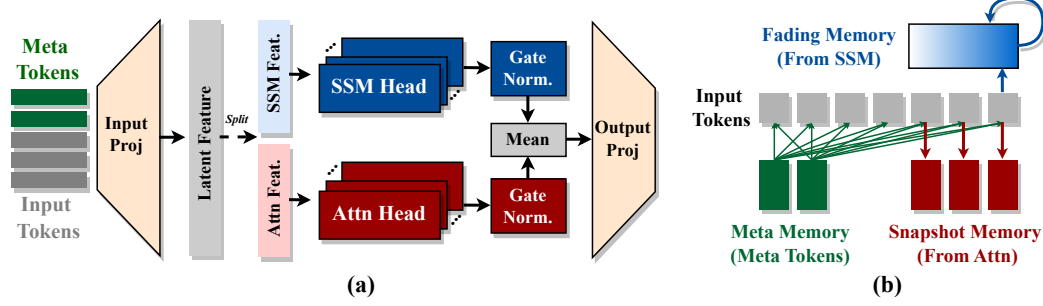 Meta
Tokens
Input
Tokens
Input
Proj
Latent Feature
Split
SSM Feat.
Attn Feat.
SSM Head
Attn Head
Gate
Norm.
Mean
Gate
Norm.
Output
Proj
(a)
Fading Memory
(From SSM)
Input
Tokens
Meta Memory
(Meta Tokens)
Snapshot Memory
(From Attn)
(b)